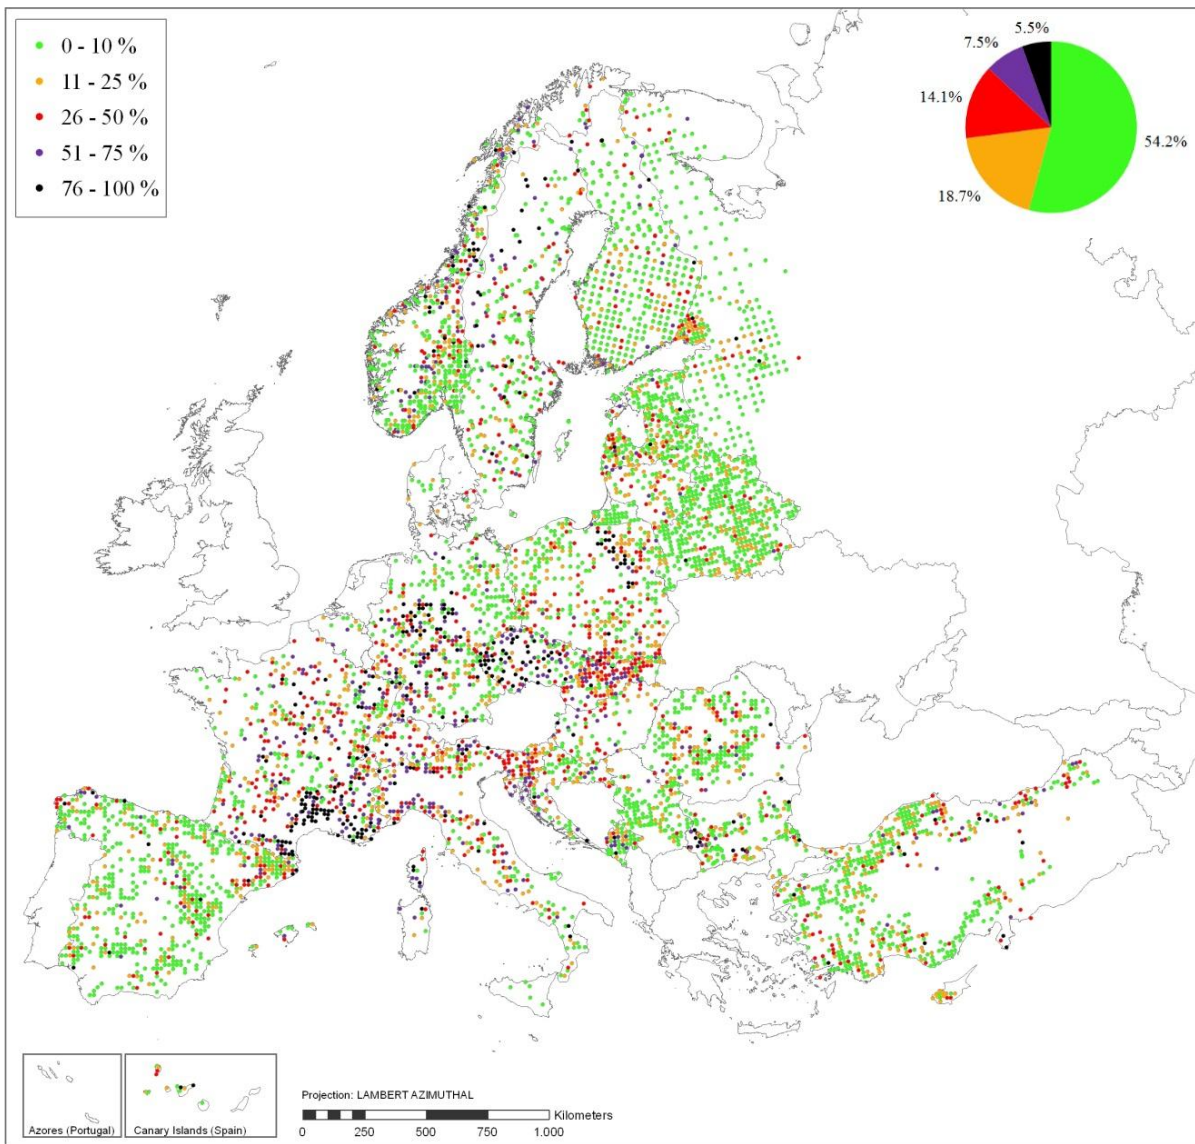 0 - 10 %
11 - 25 %
26 - 50 %
51 - 75 %
76 - 100 %
5.5%
7.5%
14.1%
54.2%
18.7%
Projection: LAMBERT AZIMUTHAL
Kilometers
0 250 500 750 1.000
Azores (Portugal)
Canary Islands (Spain)